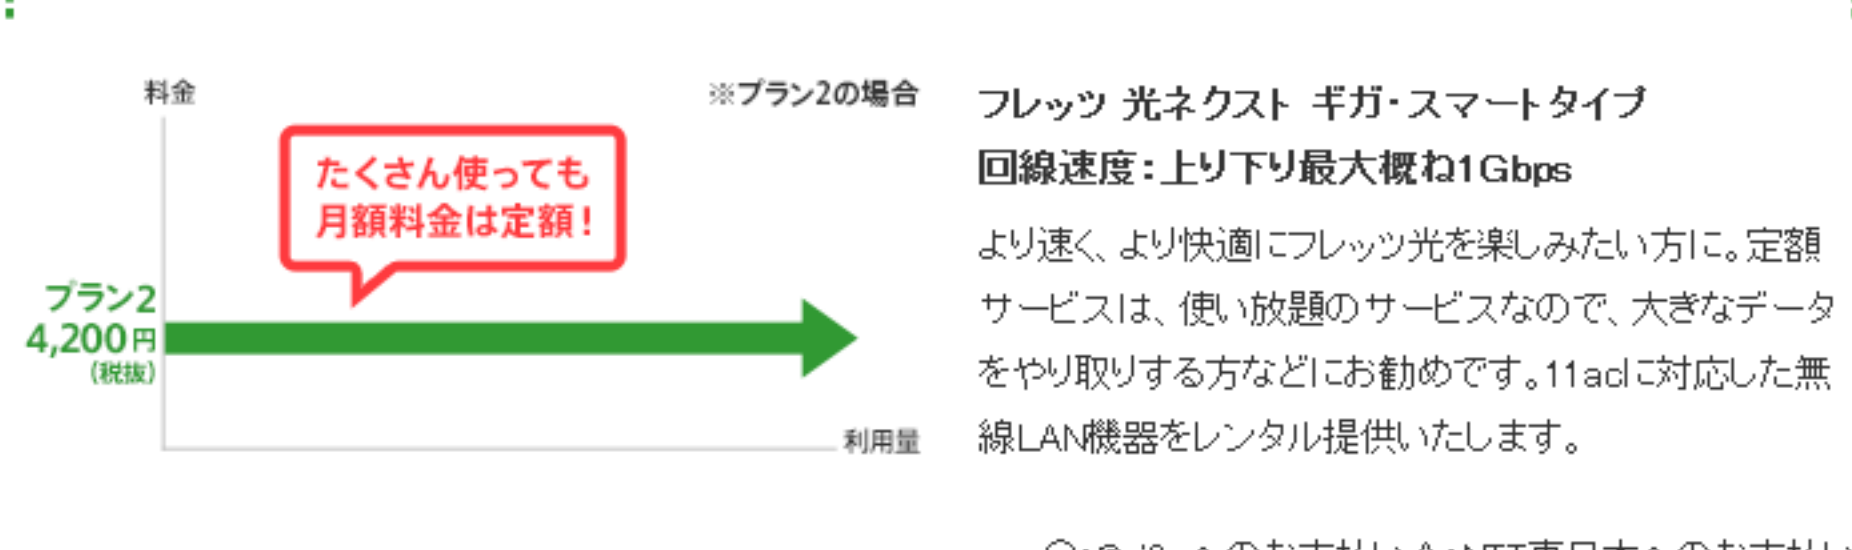 料金
※プラン2の場合
たくさん使っても
月額料金は定額!
プラン2
4,200円
(税抜)
利用量
フレッツ 光ネクスト ギガ・スマートタイプ
回線速度:上り下り最大概ね1Gbps
より速く、より快適にフレッツ光を楽しみたい方に。定額
サービスは、使い放題のサービスなので、大きなデータ
をやり取りする方などにお勧めです。11acに対応した無
線LAN機器をレンタル提供いたします。